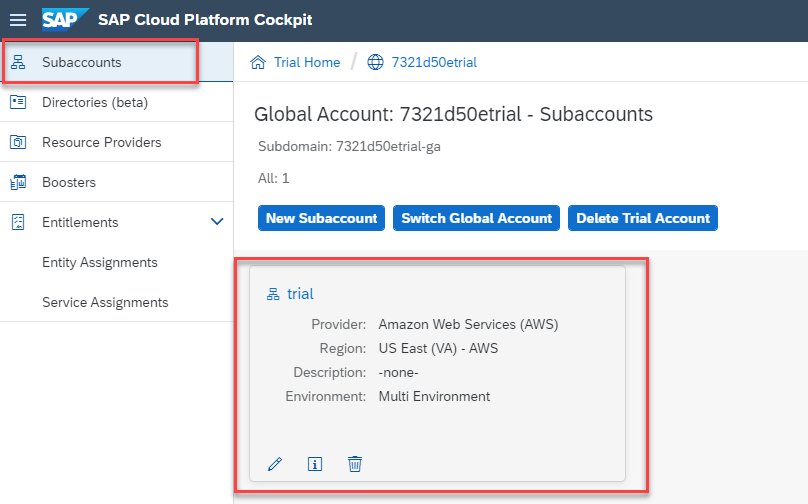 SAP SAP Cloud Platform Cockpit
Subaccounts
Directories (beta)
Resource Providers
Boosters
Entitlements
Entity Assignments
Service Assignments
Trial Home / 7321d50etrial
Global Account: 7321d50etrial - Subaccounts
Subdomain: 7321d50etrial-ga
All: 1
New Subaccount Switch Global Account Delete Trial Account
trial
Provider: Amazon Web Services (AWS)
Region: US East (VA) - AWS
Description: -none-
Environment: Multi Environment